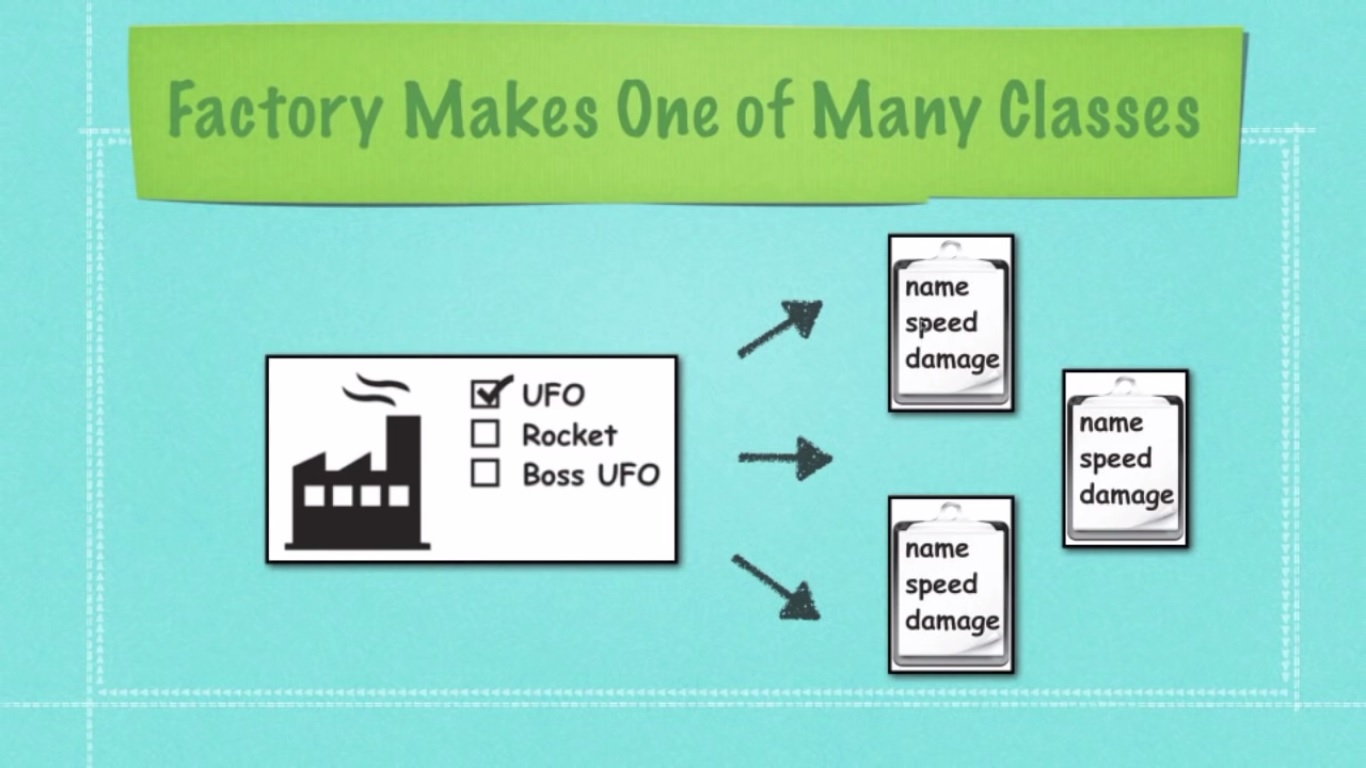 Factory Makes One of Many Classes
UFO
Rocket
Boss UFO
name
speed
damage
name
speed
damage
name
speed
damage